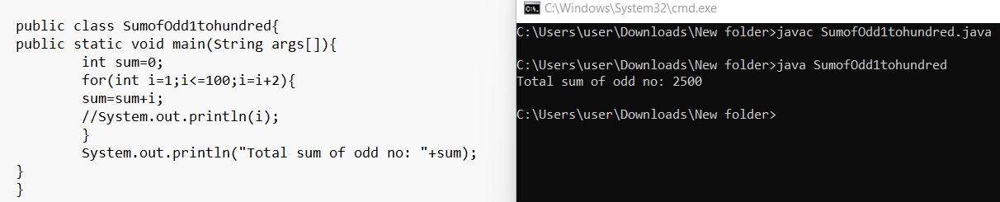 public class SumofOdd1tohundred{
public static void main(String args[]){
int sum=0;
for(int i=1;i<=100;i=i+2){
sum=sum+i;
//System.out.println(i);
}
System.out.println("Total sum of odd no: "+sum);
}
}
C:\Windows\System32\cmd.exe
C:\Users\user\Downloads\New folder>javac SumofOdd1tohundred.java
C:\Users\user\Downloads\New folder>java SumofOdd1tohundred
Total sum of odd no: 2500
C:\Users\user\Downloads\New folder>